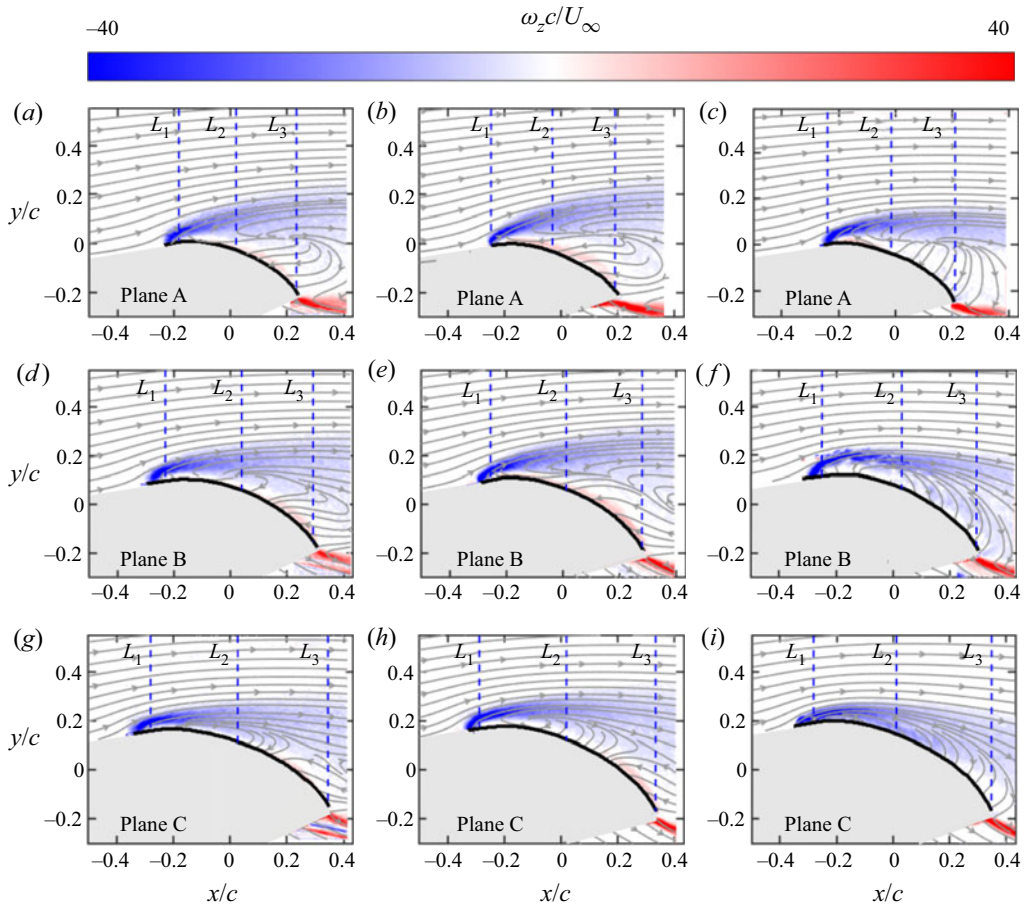 ω_z c/U_∞
−40 40
(a) (b) (c)
L_1 L_2 L_3 L_1 L_2 L_3 L_1 L_2 L_3
0.4 0.4 0.4
y/c 0.2 0.2 0.2
0 0 0
−0.2 Plane A −0.2 Plane A −0.2 Plane A
−0.4 −0.2 0 0.2 0.4 −0.4 −0.2 0 0.2 0.4 −0.4 −0.2 0 0.2 0.4
(d) (e) (f)
L_1 L_2 L_3 L_1 L_2 L_3 L_1 L_2 L_3
0.4 0.4 0.4
y/c 0.2 0.2 0.2
0 0 0
−0.2 Plane B −0.2 Plane B −0.2 Plane B
−0.4 −0.2 0 0.2 0.4 −0.4 −0.2 0 0.2 0.4 −0.4 −0.2 0 0.2 0.4
(g) (h) (i)
L_1 L_2 L_3 L_1 L_2 L_3 L_1 L_2 L_3
0.4 0.4 0.4
y/c 0.2 0.2 0.2
0 0 0
−0.2 Plane C −0.2 Plane C −0.2 Plane C
−0.4 −0.2 0 0.2 0.4 −0.4 −0.2 0 0.2 0.4 −0.4 −0.2 0 0.2 0.4
x/c x/c x/c